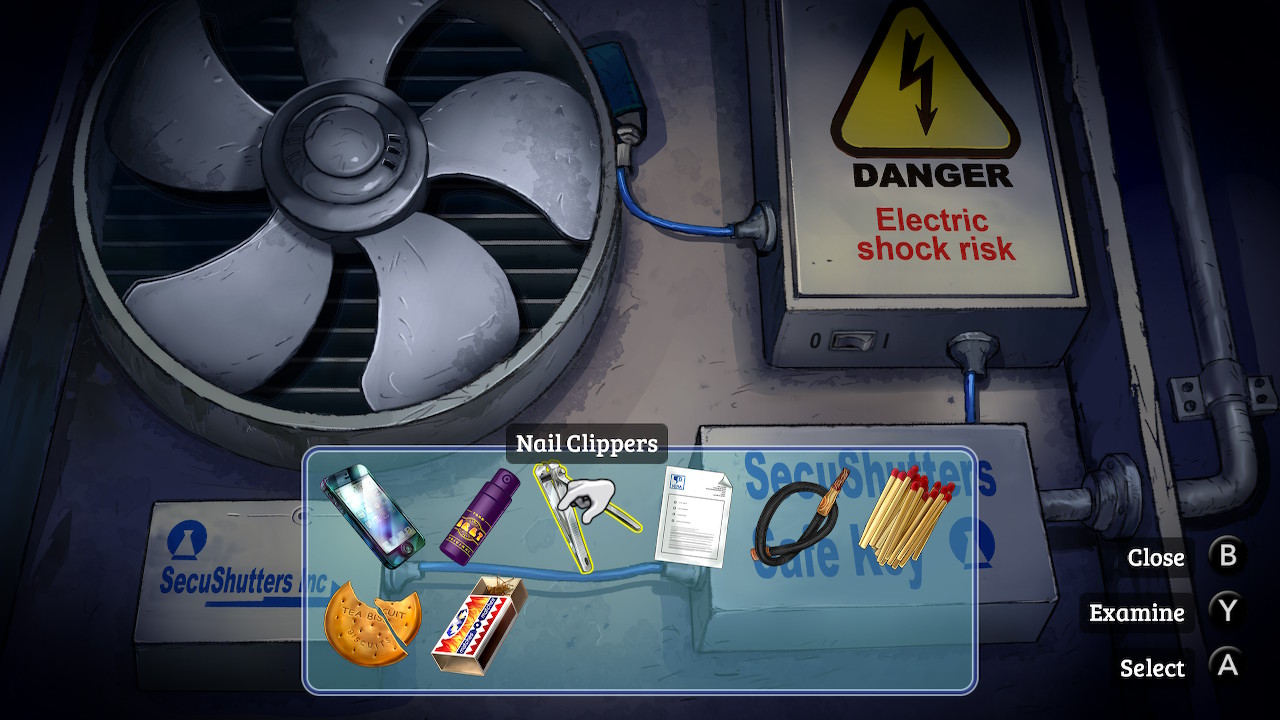 DANGER
Electric
shock risk
0 I
Nail Clippers
SecuShutters
Safe Key
SecuShutters Inc
TEA BISCUIT
Close B
Examine Y
Select A